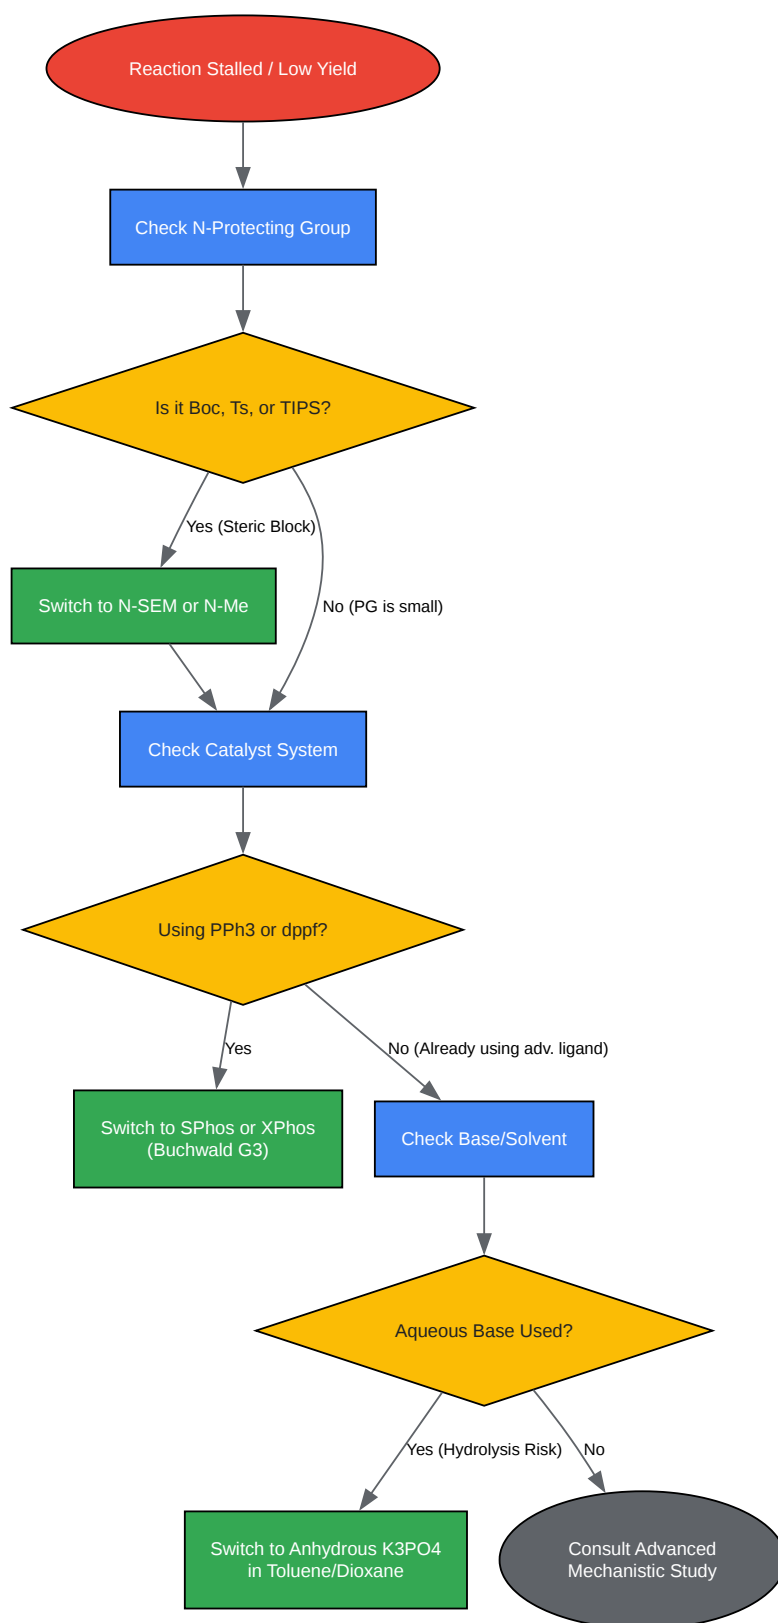 Reaction Stalled / Low Yield
Check N-Protecting Group
Is it Boc, Ts, or TIPS?
Yes (Steric Block)
Switch to N-SEM or N-Me
No (PG is small)
Check Catalyst System
Using PPh3 or dppf?
Yes
No (Already using adv. ligand)
Switch to SPhos or XPhos
(Buchwald G3)
Check Base/Solvent
Aqueous Base Used?
Yes (Hydrolysis Risk)
No
Switch to Anhydrous K3PO4
in Toluene/Dioxane
Consult Advanced
Mechanistic Study